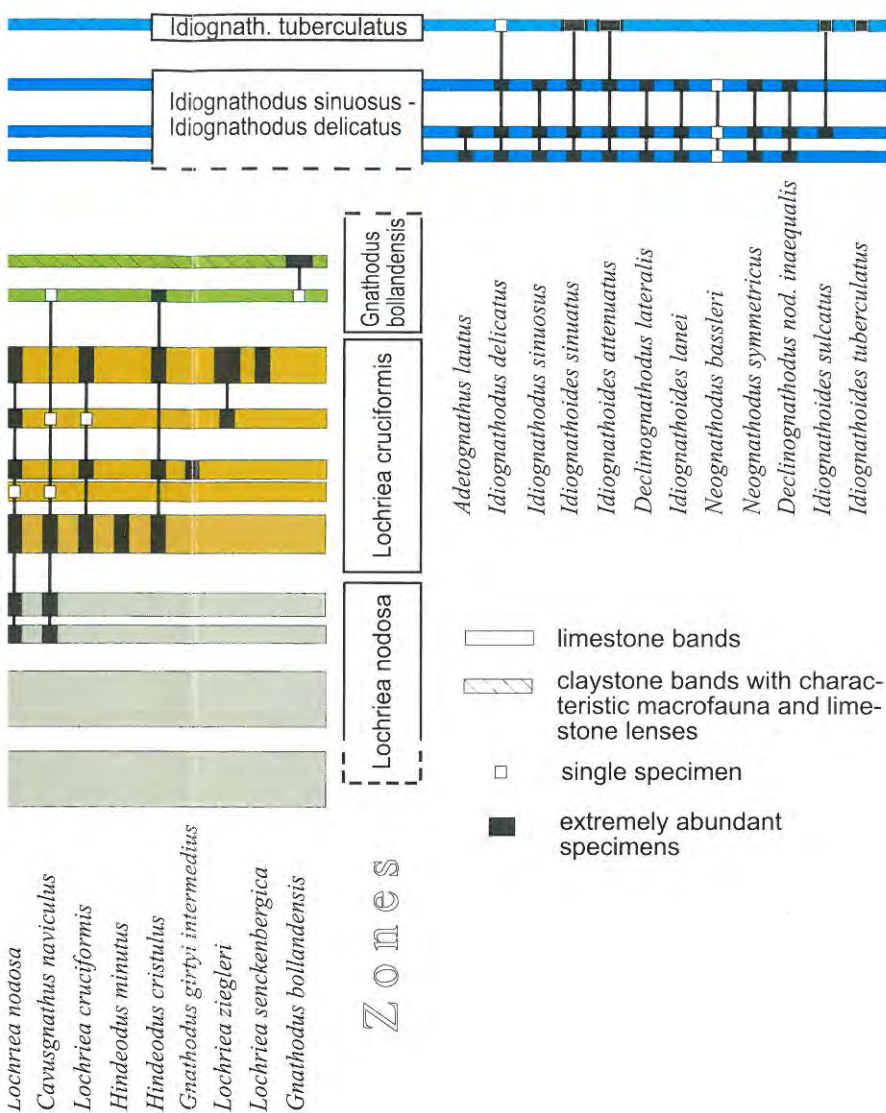 Idiognath. tuberculatus
Idiognathodus sinuosus -
Idiognathodus delicatus
Gnathodus
bollandensis
Lochriea cruciformis
Lochriea nodosa
Zones
Adetognathus lautus
Idiognathodus delicatus
Idiognathodus sinuosus
Idiognathoides sinuatus
Idiognathoides attenuatus
Declinognathodus lateralis
Idiognathoides lanei
Neognathodus bassleri
Neognathodus symmetricus
Declinognathodus nod. inaequalis
Idiognathoides sulcatus
Idiognathoides tuberculatus
limestone bands
claystone bands with charac-
teristic macrofauna and lime-
stone lenses
single specimen
extremely abundant
specimens
Lochriea nodosa
Cavusgnathus naviculus
Lochriea cruciformis
Hindeodus minutus
Hindeodus cristulus
Gnathodus girtyi intermedius
Lochriea ziegleri
Lochriea senckenbergica
Gnathodus bollandensis